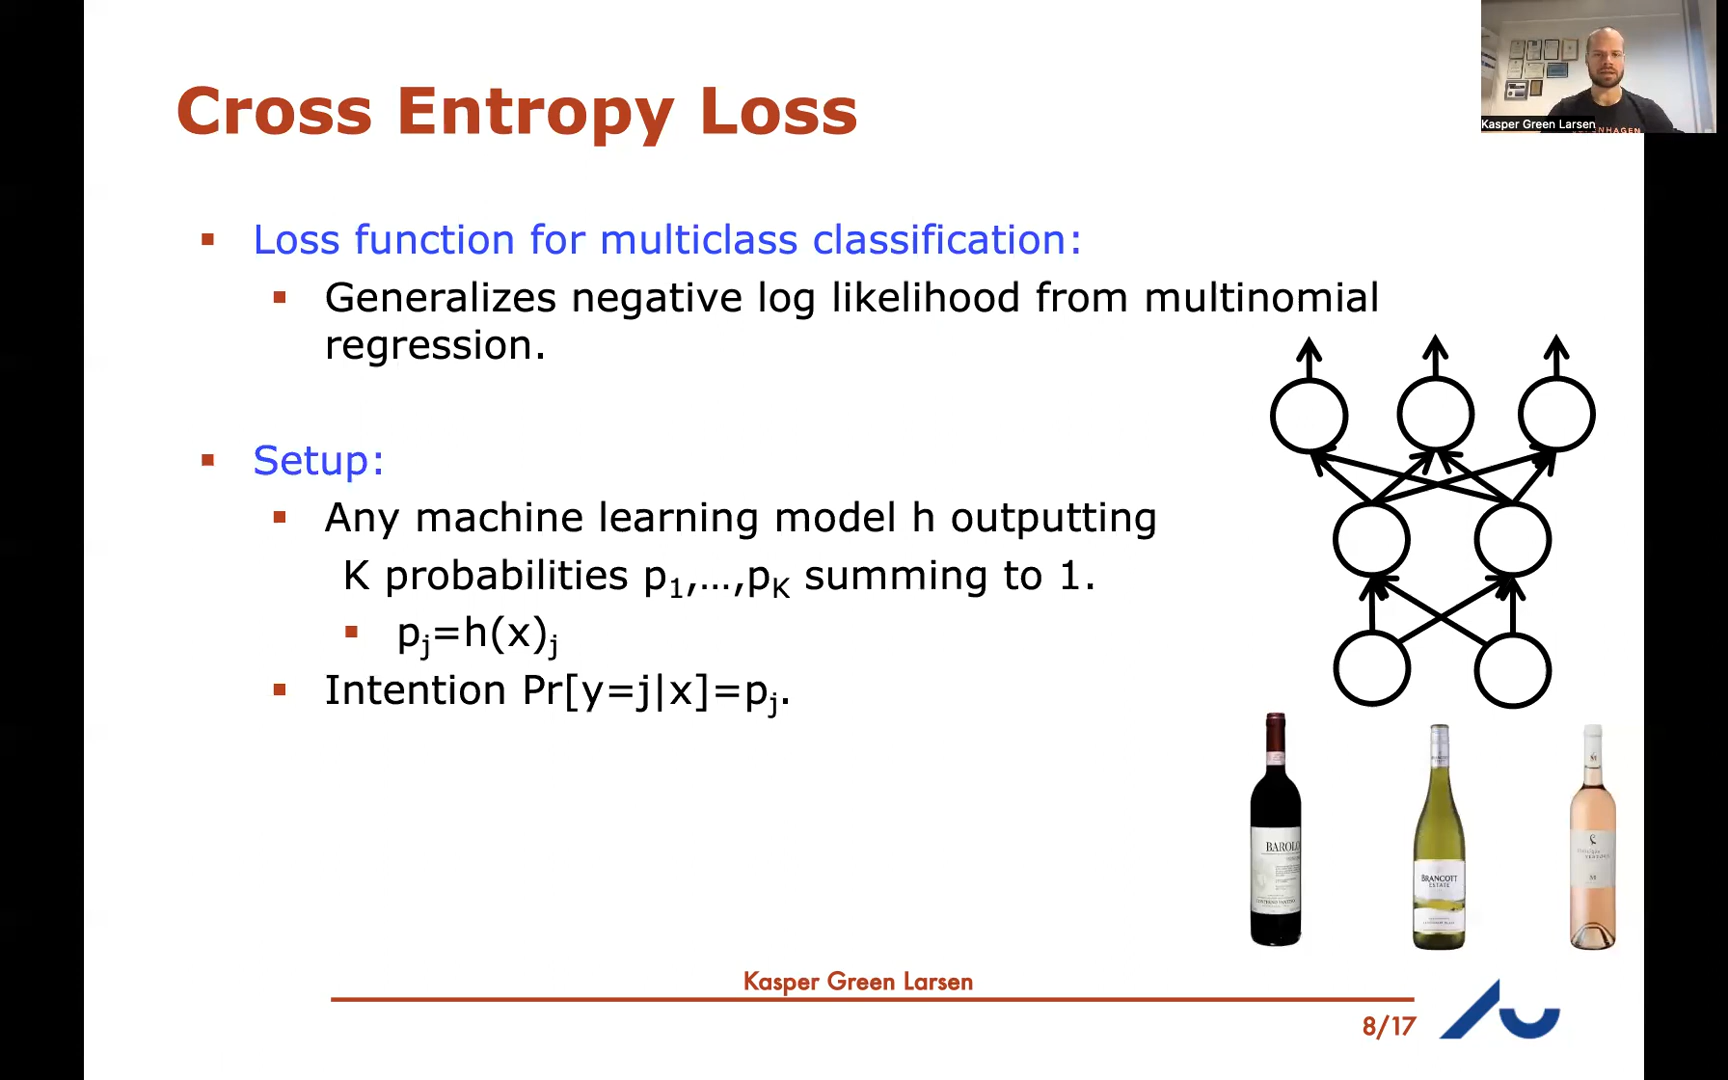 Cross Entropy Loss
Kasper Green Larsen
Loss function for multiclass classification:
Generalizes negative log likelihood from multinomial
regression.
Setup:
Any machine learning model h outputting
K probabilities p₁,…,p_K summing to 1.
p_j=h(x)_j
Intention Pr[y=j|x]=p_j.
BAROLO
BRANCOTT
ESTATE
Kasper Green Larsen
8/17